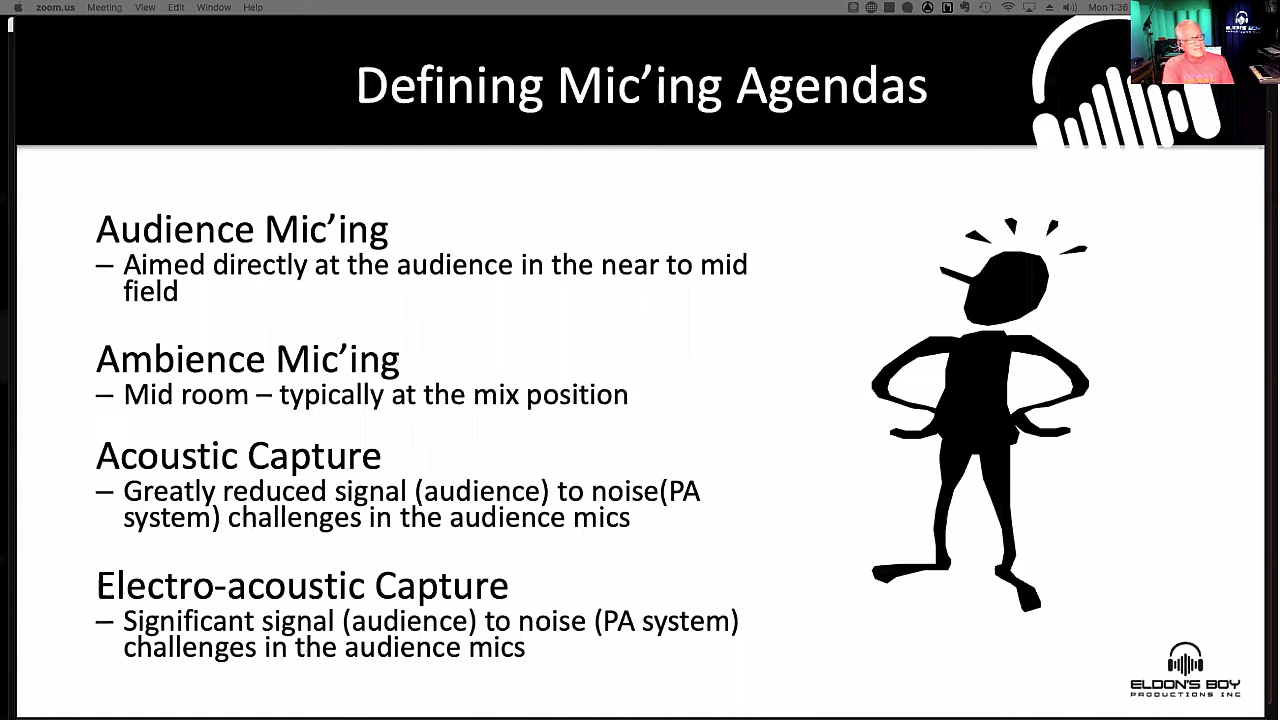 zoom.us Meeting View Edit Window Help
Mon 1:36
Defining Mic’ing Agendas
Audience Mic’ing
– Aimed directly at the audience in the near to mid
field
Ambience Mic’ing
– Mid room – typically at the mix position
Acoustic Capture
– Greatly reduced signal (audience) to noise(PA
system) challenges in the audience mics
Electro-acoustic Capture
– Significant signal (audience) to noise (PA system)
challenges in the audience mics
ELDON'S BOY
PRODUCTIONS INC